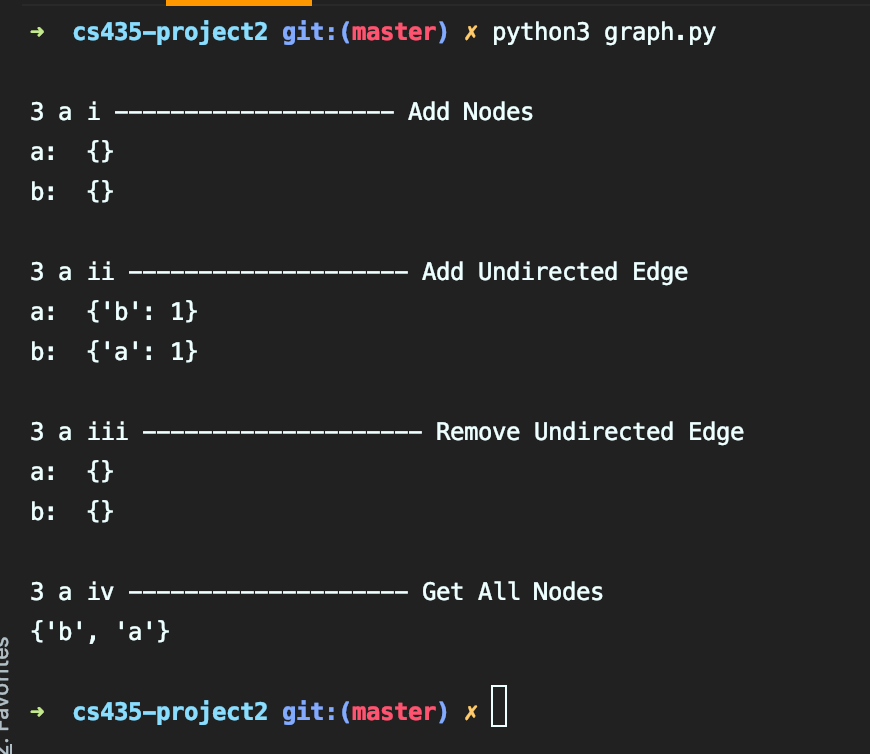 ➜ cs435-project2 git:(master) ✗ python3 graph.py
3 a i -------------------- Add Nodes
a: {}
b: {}
3 a ii -------------------- Add Undirected Edge
a: {'b': 1}
b: {'a': 1}
3 a iii -------------------- Remove Undirected Edge
a: {}
b: {}
3 a iv -------------------- Get All Nodes
{'b', 'a'}
➜ cs435-project2 git:(master) ✗
2: Favorites